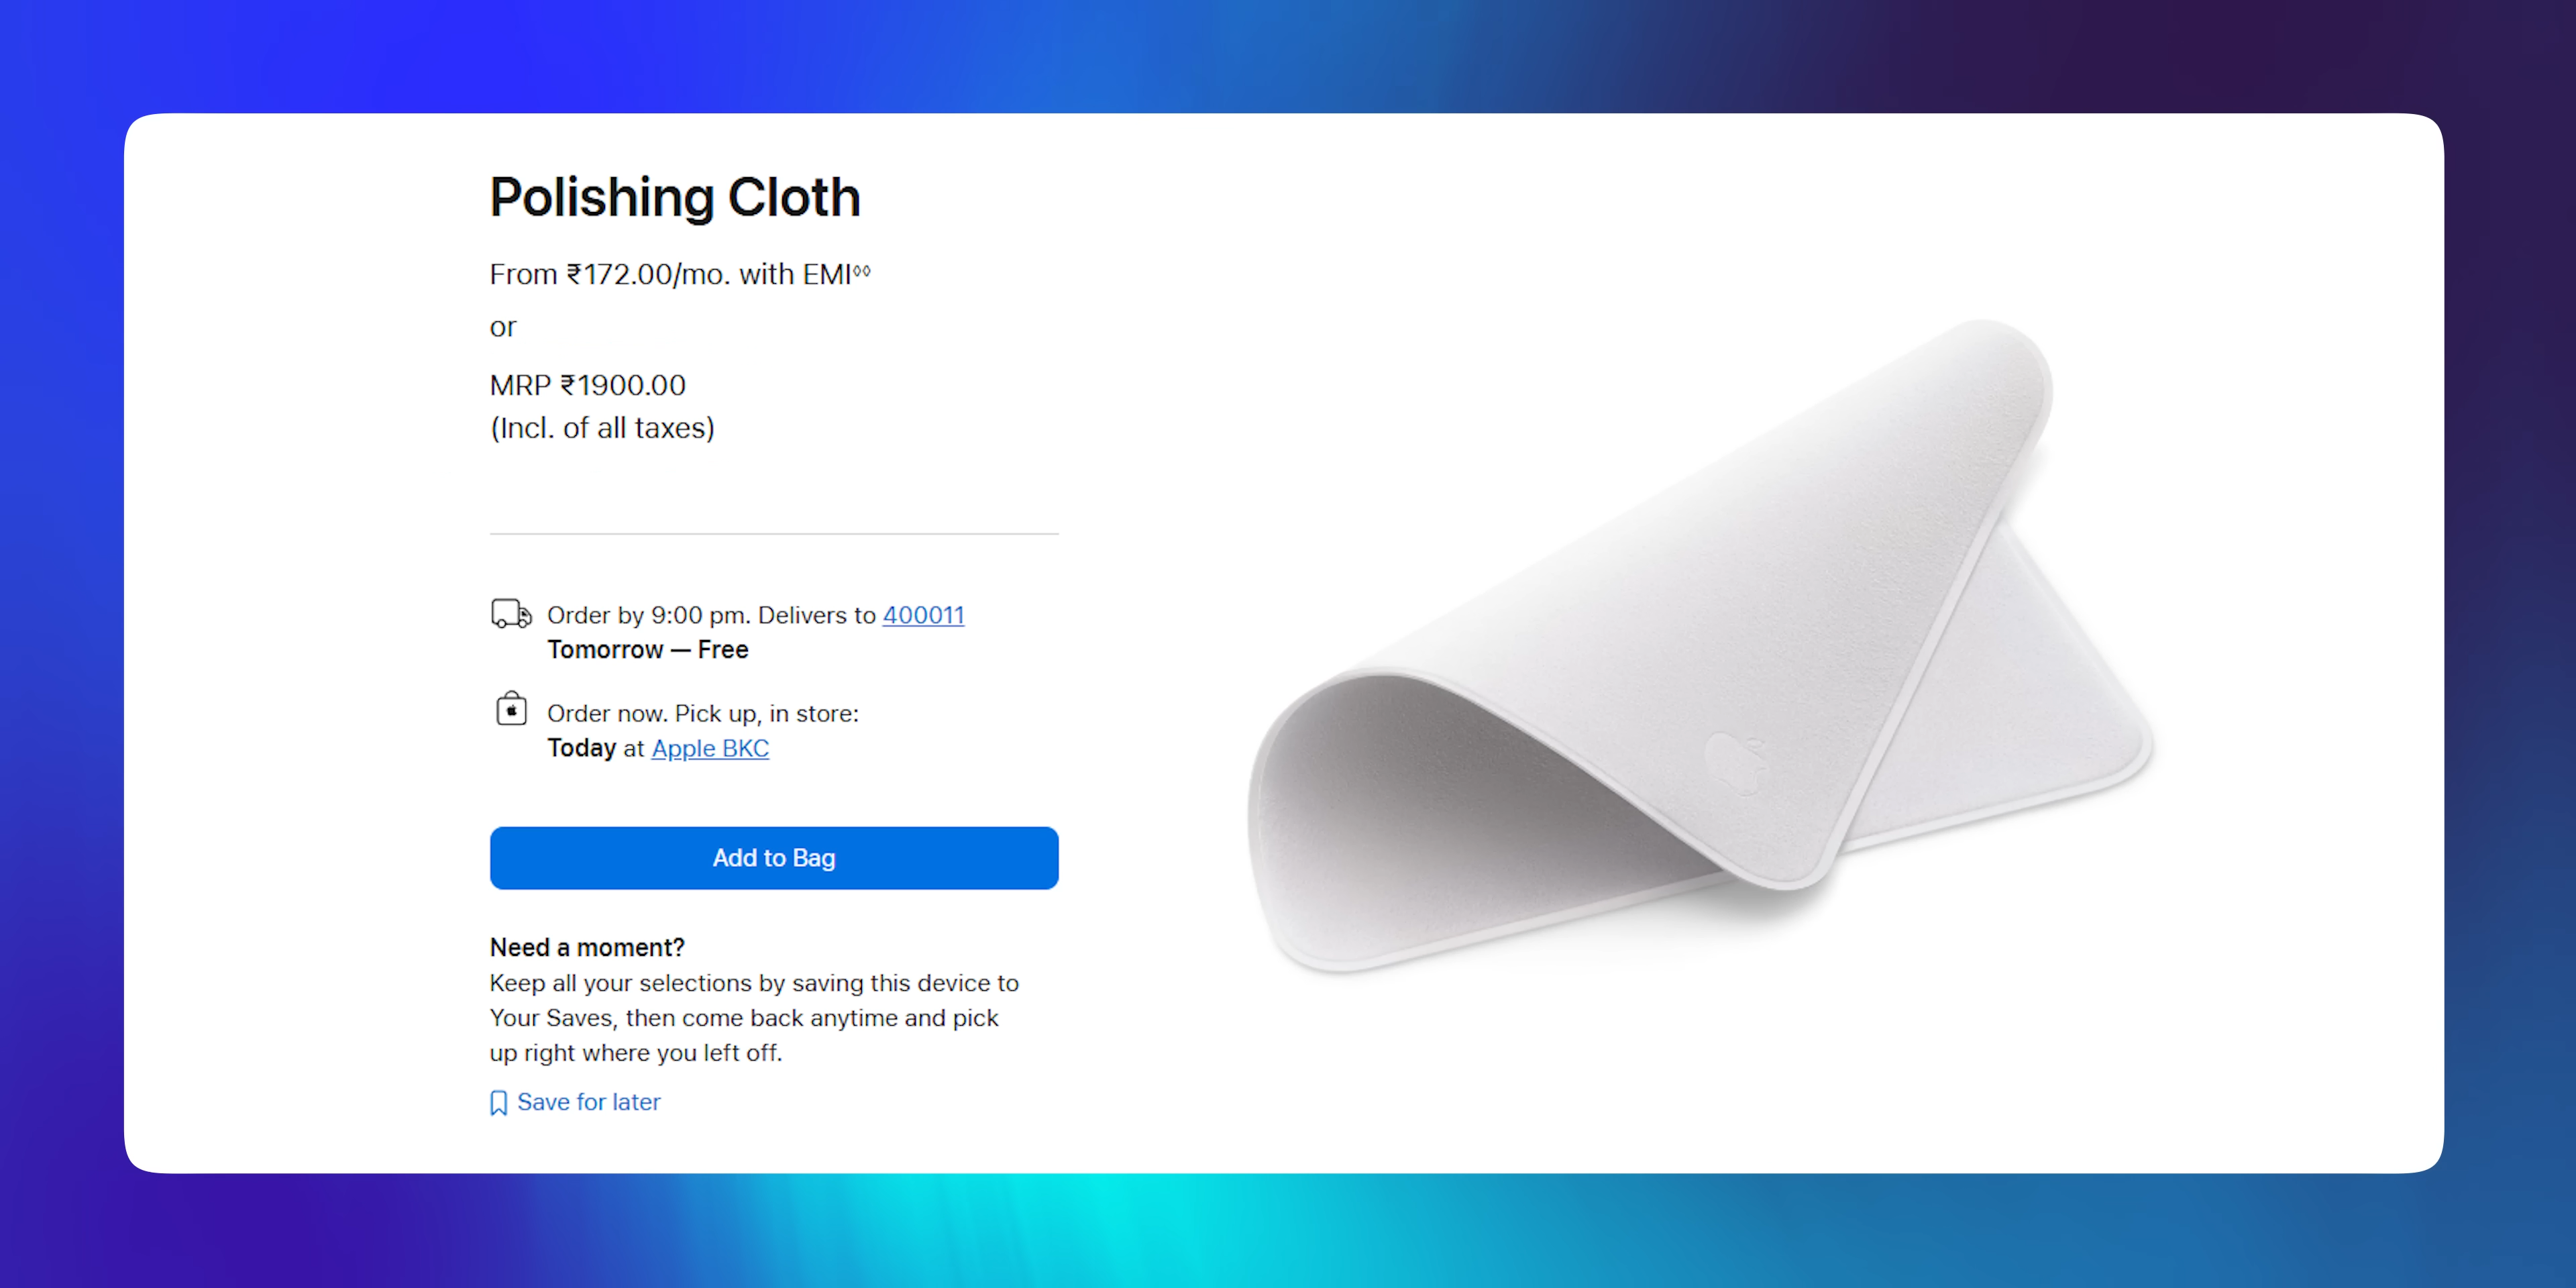 Polishing Cloth
From ₹172.00/mo. with EMI◊◊
or
MRP ₹1900.00
(Incl. of all taxes)
Order by 9:00 pm. Delivers to 400011
Tomorrow — Free
Order now. Pick up, in store:
Today at Apple BKC
Add to Bag
Need a moment?
Keep all your selections by saving this device to
Your Saves, then come back anytime and pick
up right where you left off.
Save for later